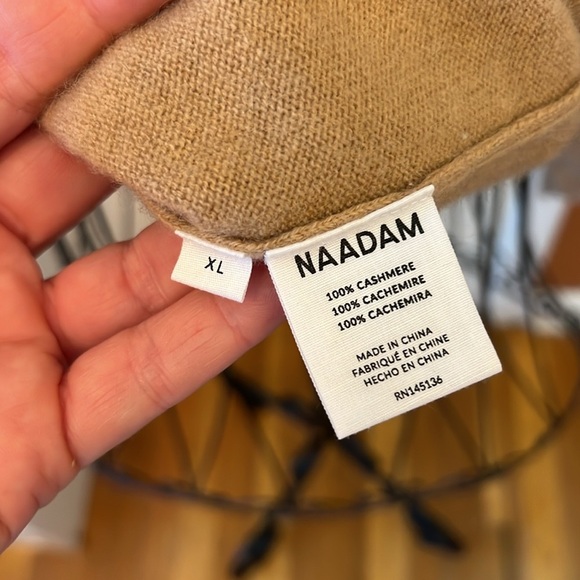 XL
NAADAM
100% CASHMERE
100% CACHEMIRE
100% CACHEMIRA
MADE IN CHINA
FABRIQUÉ EN CHINE
HECHO EN CHINA
RN145136